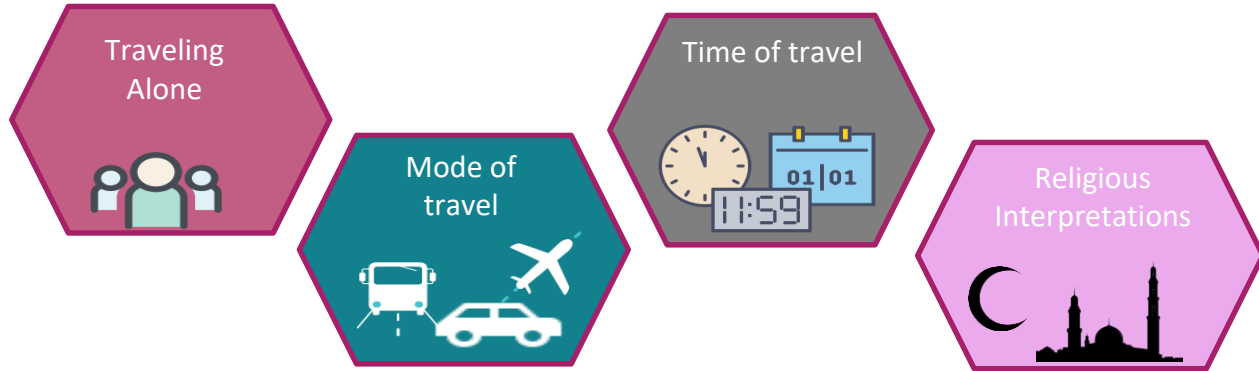 Traveling
Alone
Mode of
travel
Time of travel
01|01
11:59
Religious
Interpretations